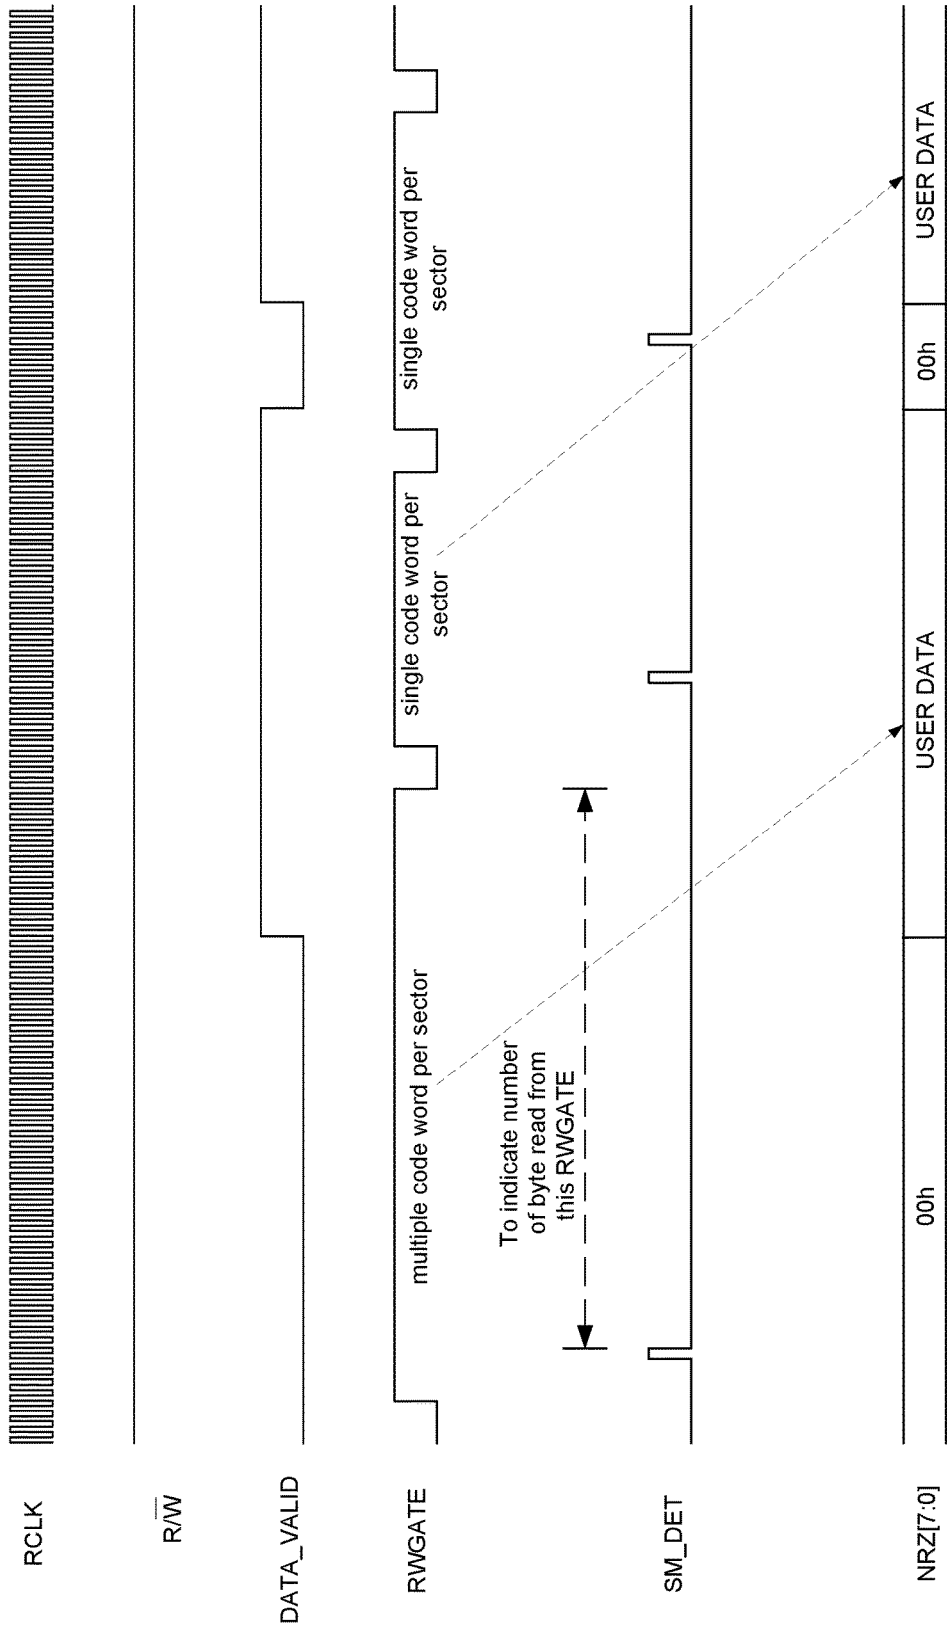 RCLK
R/W
DATA_VALID
RWGATE
multiple code word per sector
single code word per
sector
single code word per
sector
To indicate number
of byte read from
this RWGATE
SM_DET
NRZ[7:0]
00h
USER DATA
00h
USER DATA